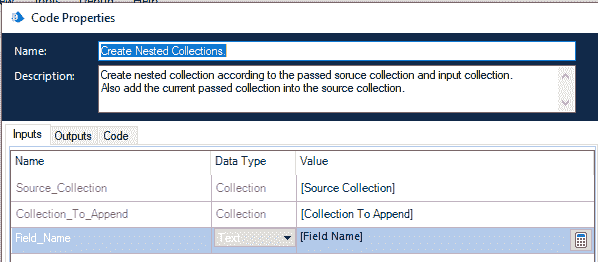 Code Properties
Name:
Create Nested Collections.
Description:
Create nested collection according to the passed soruce collection and input collection.
Also add the current passed collection into the source collection.
Inputs Outputs Code
Name Data Type Value
Source_Collection Collection [Source Collection]
Collection_To_Append Collection [Collection To Append]
Field_Name Text [Field Name]